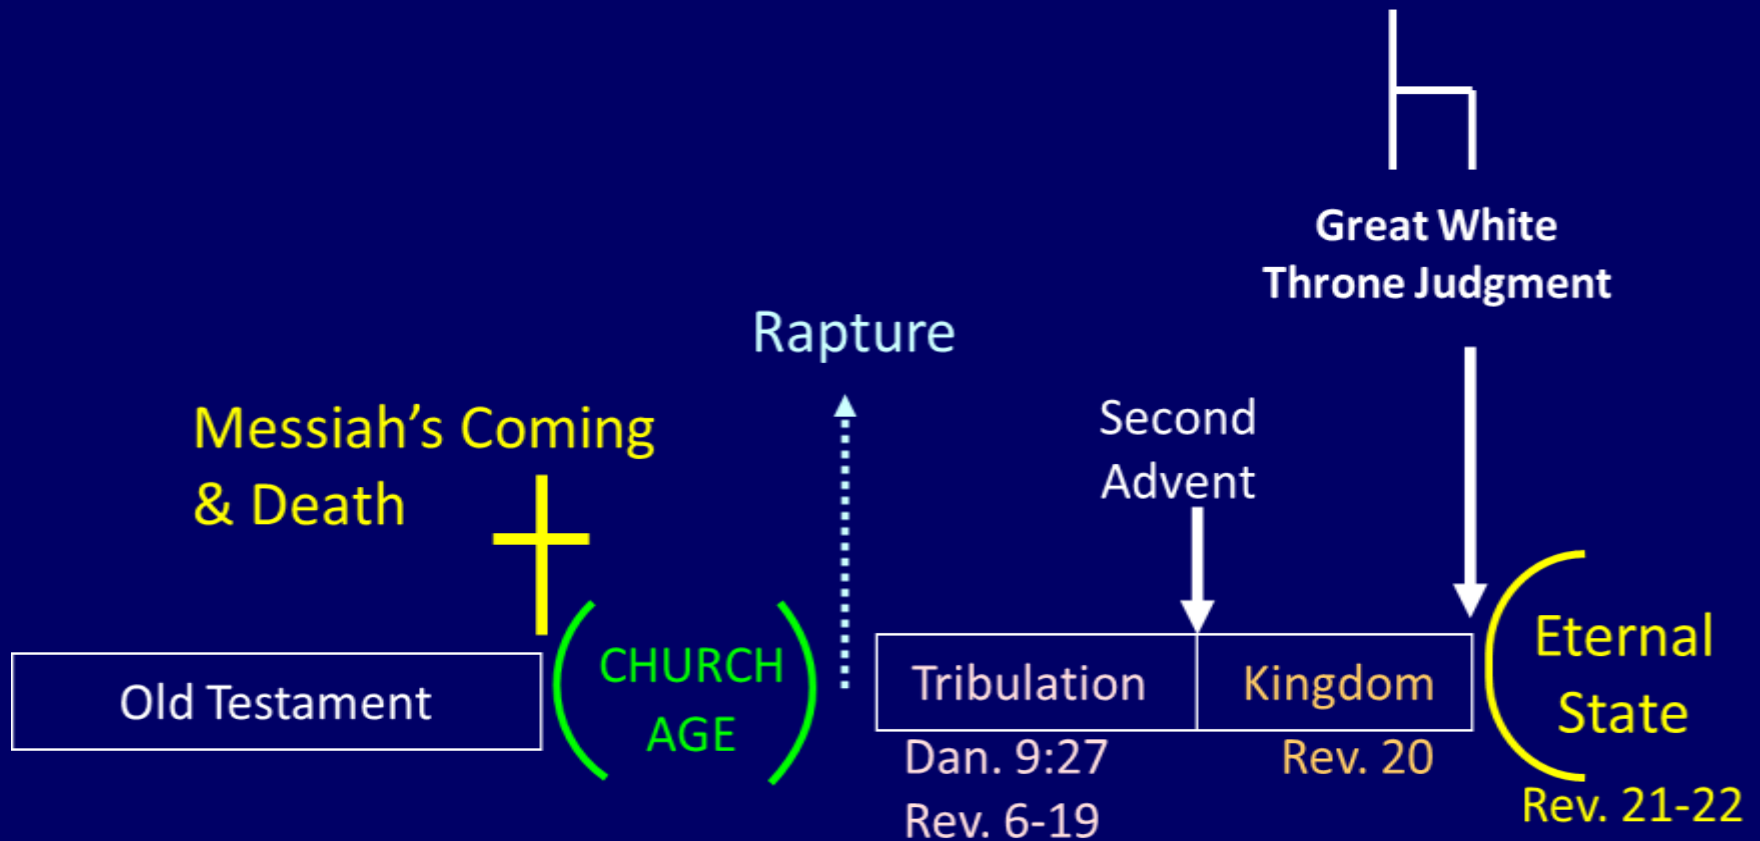 Great White
Throne Judgment
Rapture
Messiah’s Coming
& Death
Second
Advent
Old Testament
CHURCH
AGE
Tribulation
Kingdom
Eternal
State
Dan. 9:27
Rev. 6-19
Rev. 20
Rev. 21-22